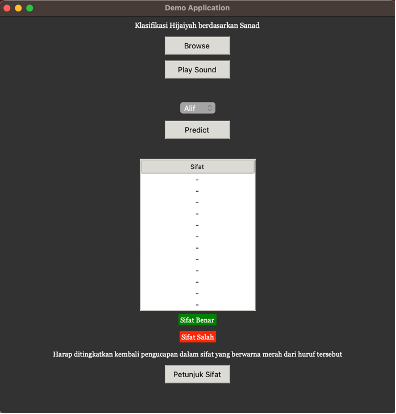 Demo Application
Klasifikasi Hijaiyah berdasarkan Sanad
Browse
Play Sound
Alif
Predict
Sifat
-
-
-
-
-
-
-
-
-
-
-
-
Sifat Benar
Sifat Salah
Harap ditingkatkan kembali pengucapan dalam sifat yang berwarna merah dari huruf tersebut
Petunjuk Sifat